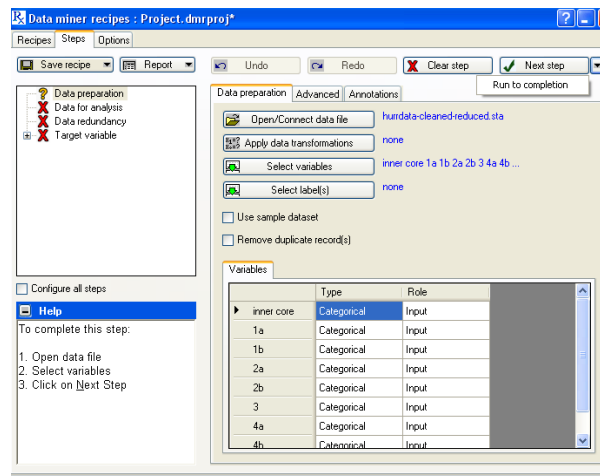 Data miner recipes : Project.dmrproj*
Recipes Steps Options
Save recipe Report Undo Redo Clear step Next step
Run to completion
Data preparation
Data for analysis
Data redundancy
Target variable
Configure all steps
Help
To complete this step:
1. Open data file
2. Select variables
3. Click on Next Step
Data preparation Advanced Annotations
Open/Connect data file hurrdata-cleaned-reduced.sta
Apply data transformations none
Select variables inner core 1a 1b 2a 2b 3 4a 4b ...
Select label(s) none
Use sample dataset
Remove duplicate record(s)
Variables
Type Role
inner core Categorical Input
1a Categorical Input
1b Categorical Input
2a Categorical Input
2b Categorical Input
3 Categorical Input
4a Categorical Input
4b Categorical Input